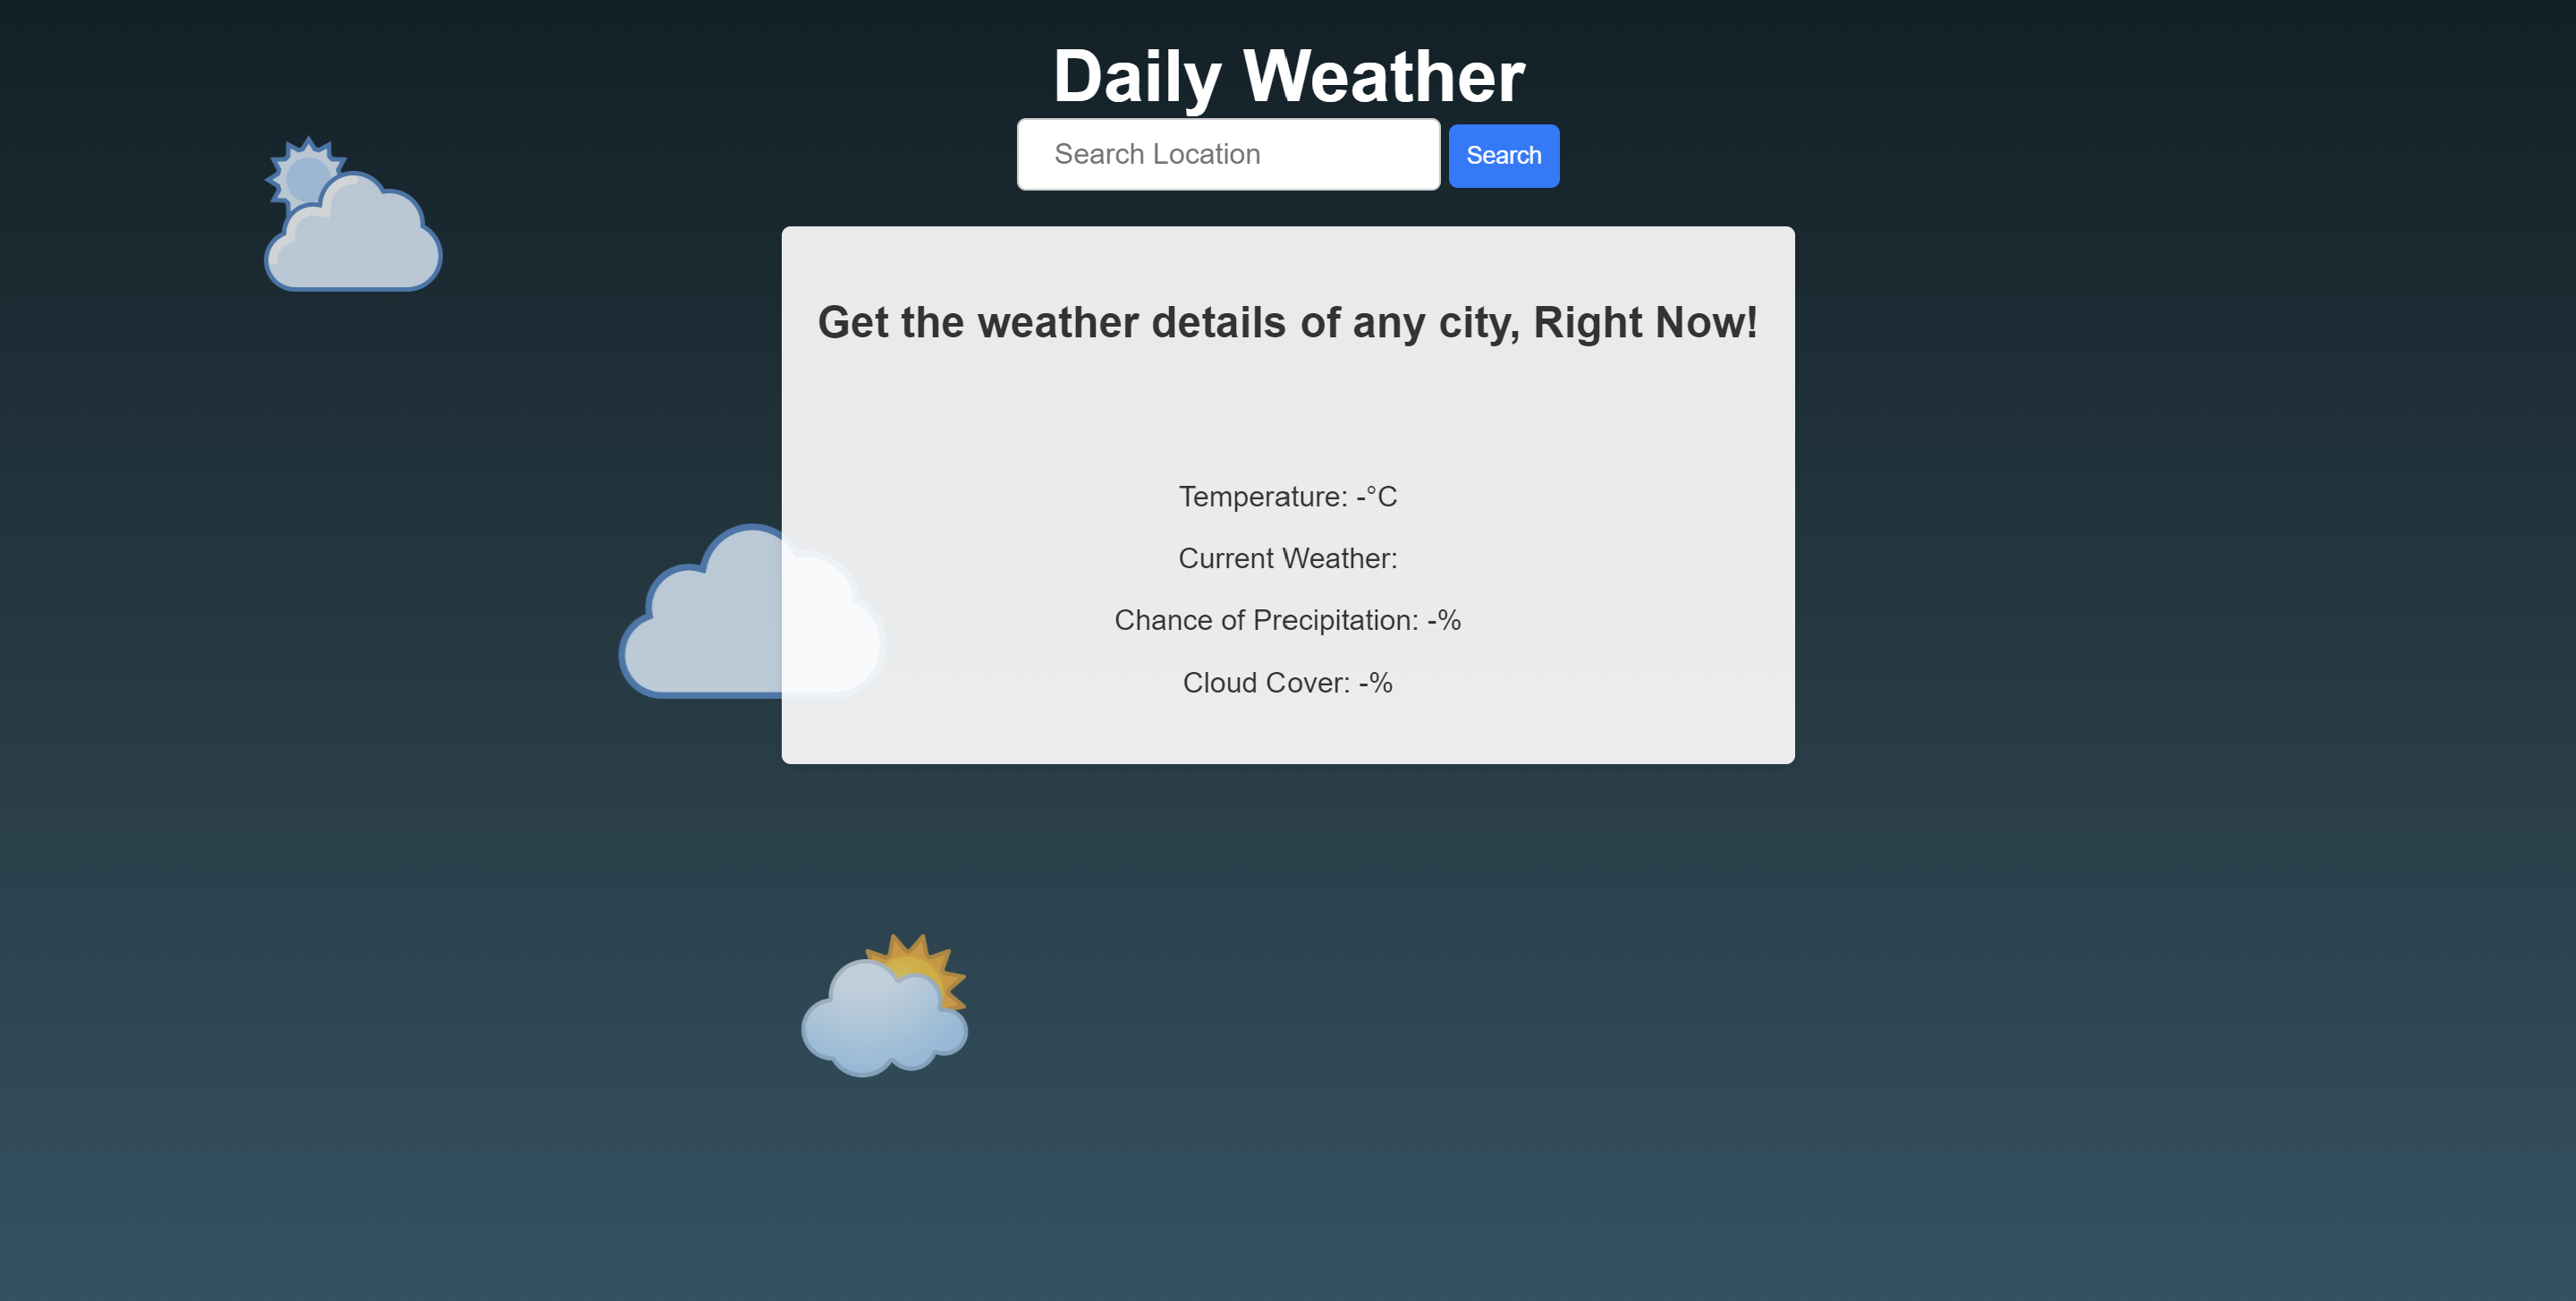 Daily Weather
Search Location
Search
Get the weather details of any city, Right Now!
Temperature: -°C
Current Weather:
Chance of Precipitation: -%
Cloud Cover: -%